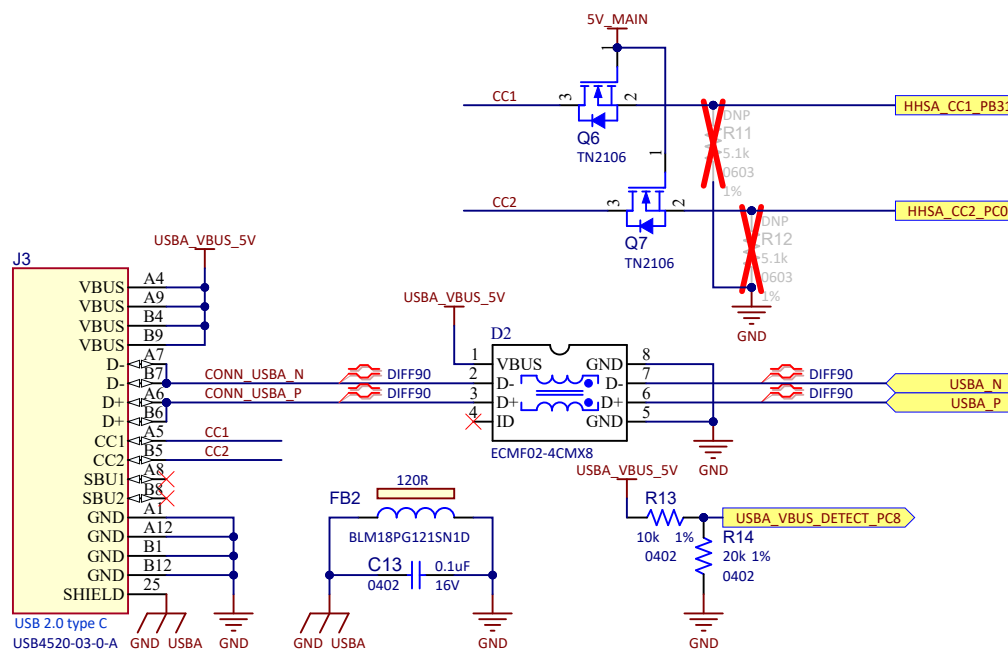 5V_MAIN
1
CC1
3
2
HHSA_CC1_PB31
Q6
TN2106
DNP
R11
5.1k
0603
1%
1
CC2
3
2
HHSA_CC2_PC0
Q7
TN2106
DNP
R12
5.1k
0603
1%
GND
USBA_VBUS_5V
J3
VBUS A4
VBUS A9
VBUS B4
VBUS B9
D- A7
D- B7
D+ A6
D+ B6
CC1 A5
CC2 B5
SBU1 A8
SBU2 B8
GND A1
GND A12
GND B1
GND B12
SHIELD 25
USB 2.0 type C
USB4520-03-0-A
GND USBA
GND
CONN_USBA_N DIFF90
CONN_USBA_P DIFF90
CC1
CC2
USBA_VBUS_5V
D2
1 VBUS GND 8
2 D- D- 7
3 D+ D+ 6
4 ID GND 5
ECMF02-4CMX8
DIFF90 USBA_N
DIFF90 USBA_P
GND
120R
FB2
BLM18PG121SN1D
C13 0.1uF
0402 16V
GND USBA
GND
USBA_VBUS_5V
R13
10k 1%
0402
USBA_VBUS_DETECT_PC8
R14
20k 1%
0402
GND